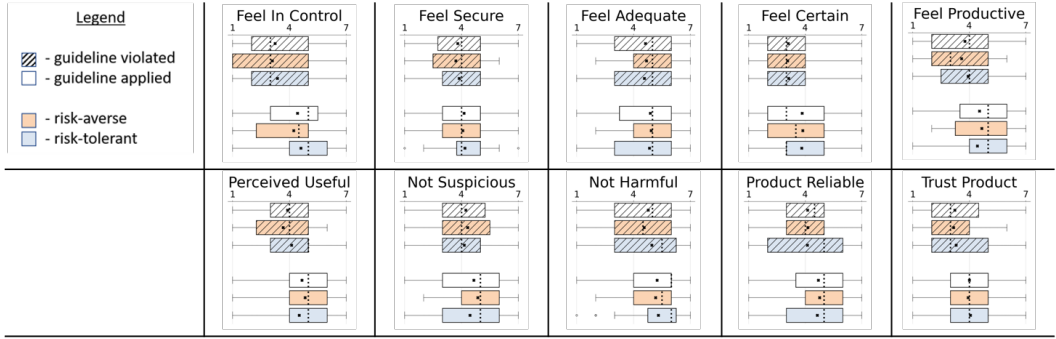 Legend
- guideline violated
- guideline applied
- risk-averse
- risk-tolerant
Feel In Control
1 4 7
Feel Secure
1 4 7
Feel Adequate
1 4 7
Feel Certain
1 4 7
Feel Productive
1 4 7
Perceived Useful
1 4 7
Not Suspicious
1 4 7
Not Harmful
1 4 7
Product Reliable
1 4 7
Trust Product
1 4 7